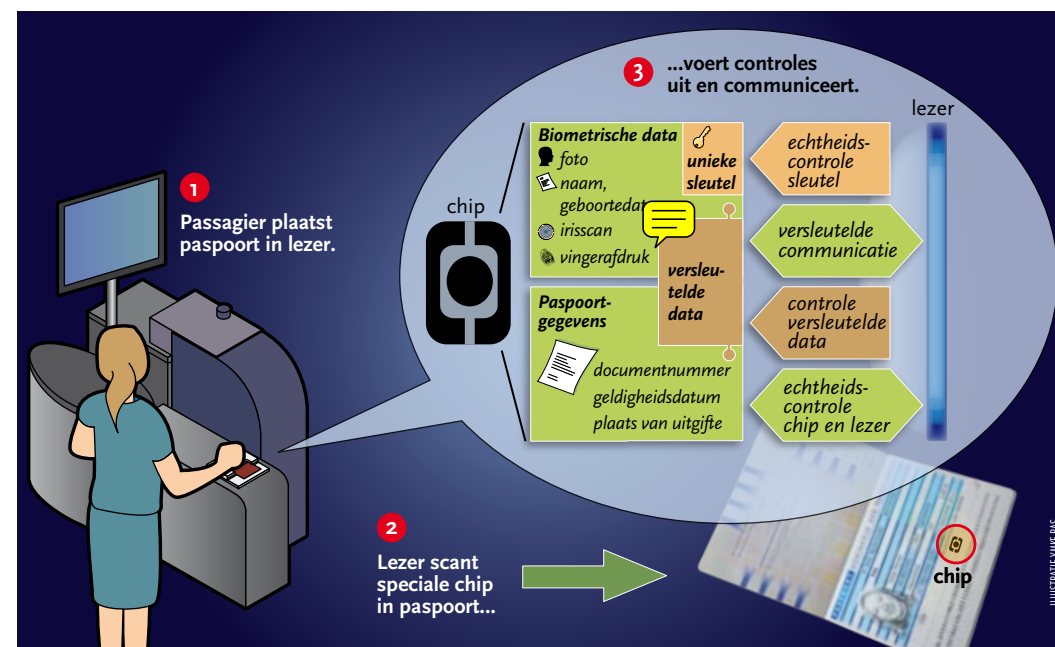 1
Passagier plaatst
paspoort in lezer.
2
Lezer scant
speciale chip
in paspoort...
3
...voert controles
uit en communiceert.
lezer
chip
Biometrische data
foto
naam,
geboortedat
irisscan
vingerafdruk
unieke
sleutel
versleu-
telde
data
Paspoort-
gegevens
documentnummer
geldigheidsdatum
plaats van uitgifte
echtheids-
controle
sleutel
versleutelde
communicatie
controle
versleutelde
data
echtheids-
controle
chip en lezer
chip